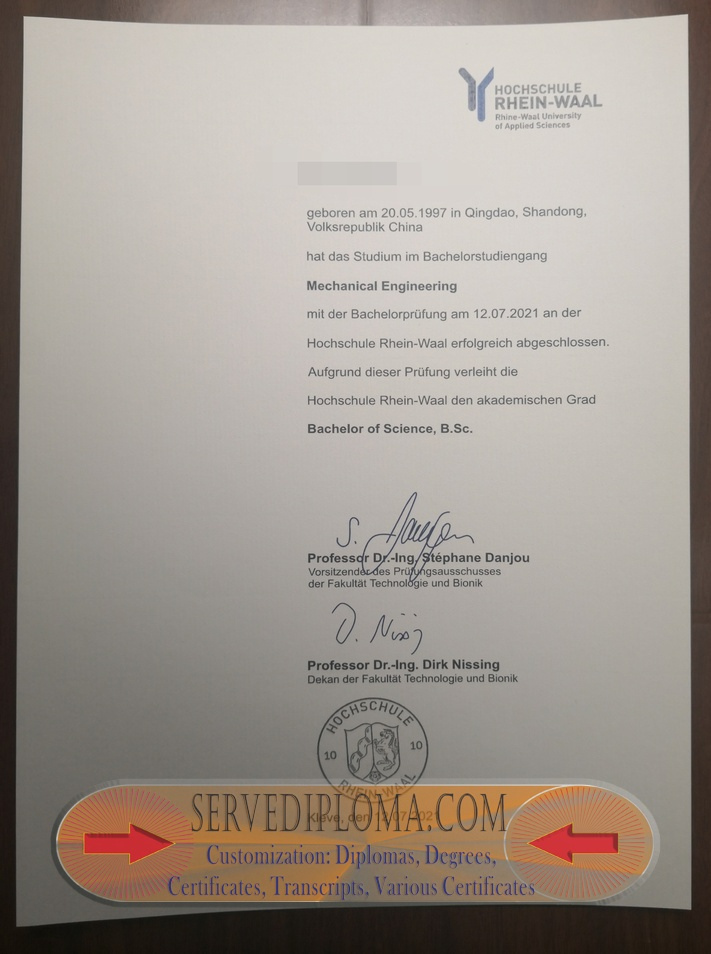 HOCHSCHULE
RHEIN-WAAL
Rhine-Waal University
of Applied Sciences
geboren am 20.05.1997 in Qingdao, Shandong,
Volksrepublik China
hat das Studium im Bachelorstudiengang
Mechanical Engineering
mit der Bachelorprüfung am 12.07.2021 an der
Hochschule Rhein-Waal erfolgreich abgeschlossen.
Aufgrund dieser Prüfung verleiht die
Hochschule Rhein-Waal den akademischen Grad
Bachelor of Science, B.Sc.
S. Danjou
Professor Dr.-Ing. Stéphane Danjou
Vorsitzender des Prüfungsausschusses
der Fakultät Technologie und Bionik
D. Nissing
Professor Dr.-Ing. Dirk Nissing
Dekan der Fakultät Technologie und Bionik
HOCHSCHULE
10 10
RHEIN-WAAL
Kleve, den 12.07.2021
SERVEDIPLOMA.COM
Customization: Diplomas, Degrees,
Certificates, Transcripts, Various Certificates